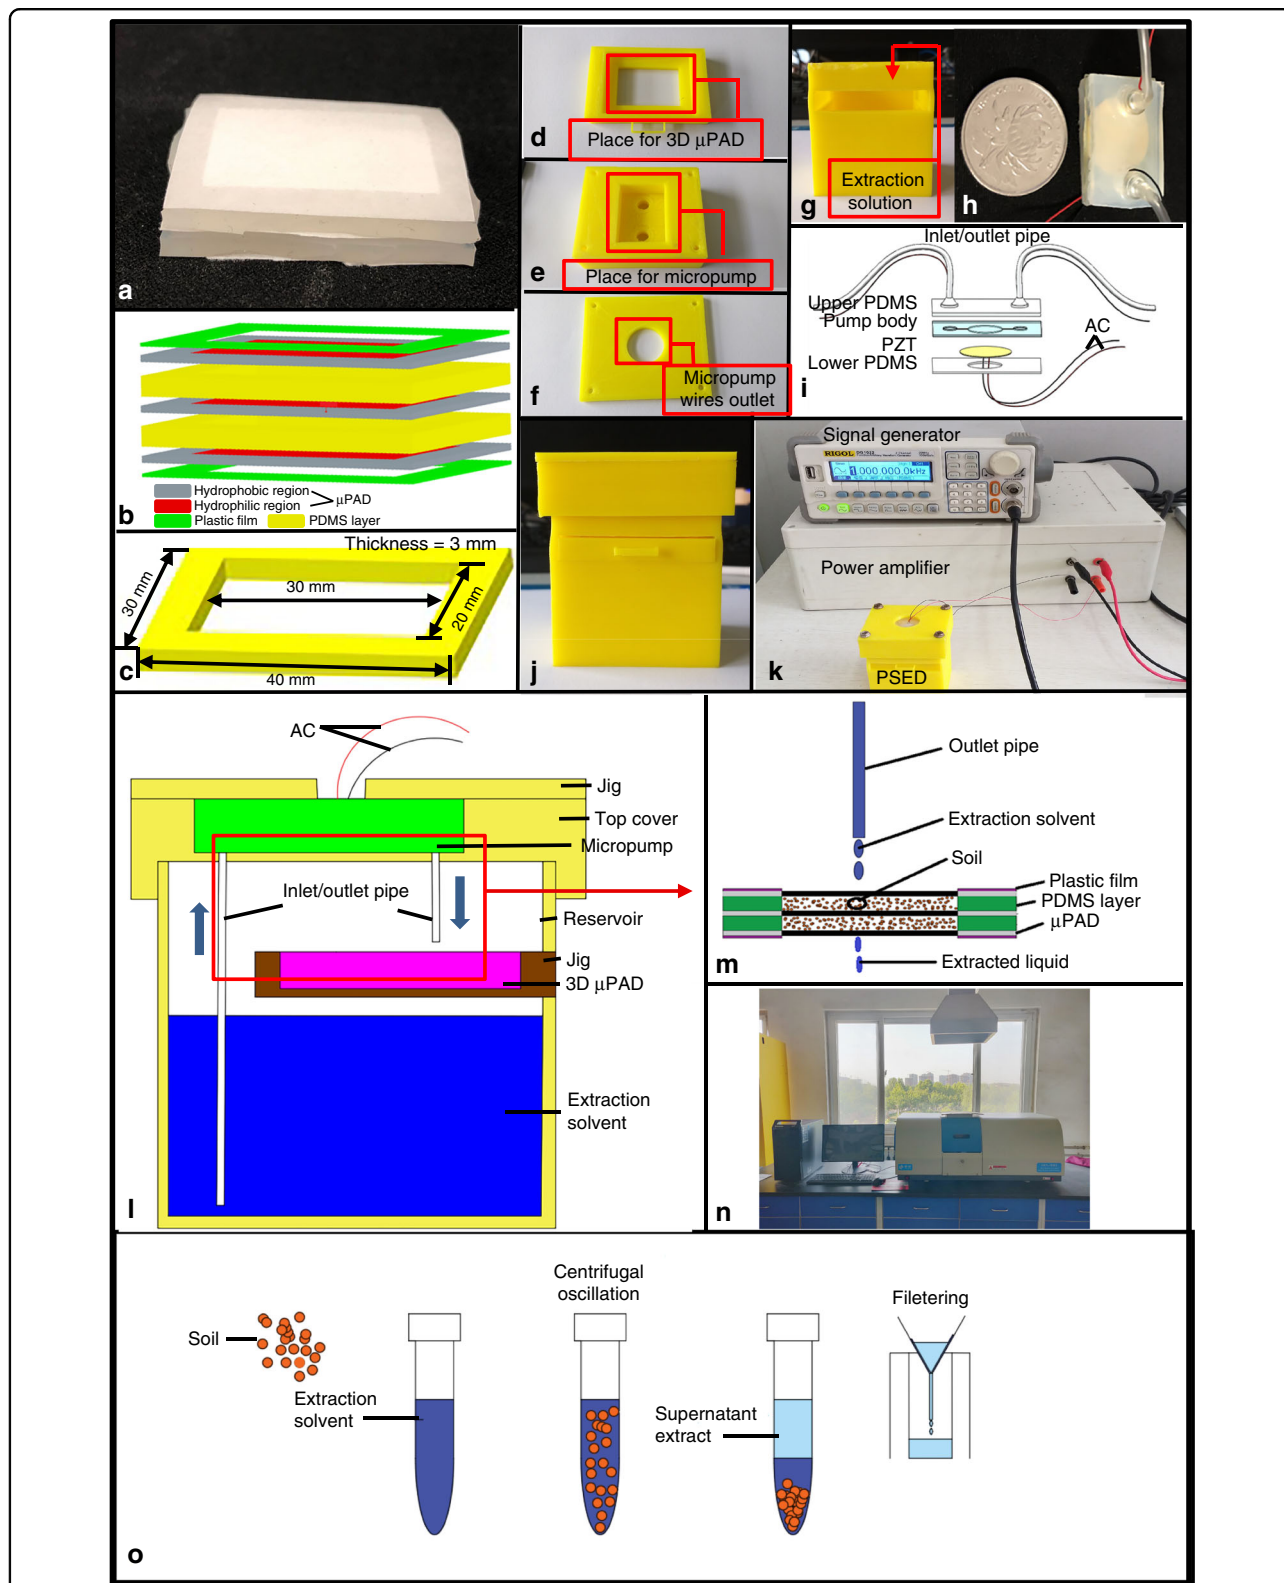 a
Hydrophobic region
Hydrophilic region
μPAD
Plastic film
PDMS layer
b
Thickness = 3 mm
30 mm
30 mm
20 mm
40 mm
c
Place for 3D μPAD
d
Place for micropump
e
Micropump
wires outlet
f
Extraction
solution
g
h
Inlet/outlet pipe
Upper PDMS
Pump body
PZT
Lower PDMS
AC
i
j
Signal generator
RIGOL
1.000,000,0kHz
Power amplifier
PSED
k
AC
Jig
Top cover
Micropump
Inlet/outlet pipe
Reservoir
Jig
3D μPAD
Extraction
solvent
l
Outlet pipe
Extraction solvent
Soil
Plastic film
PDMS layer
μPAD
Extracted liquid
m
n
Soil
Extraction
solvent
Centrifugal
oscillation
Supernatant
extract
Filetering
o